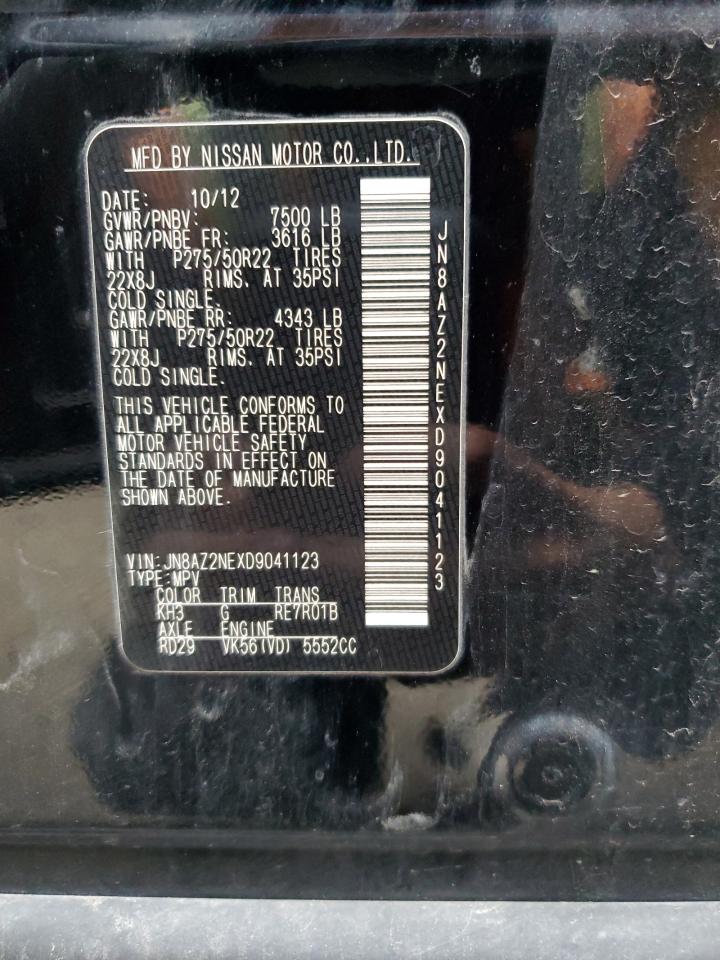 MFD BY NISSAN MOTOR CO.,LTD.
DATE: 10/12
GVWR/PNBV: 7500 LB
GAWR/PNBE FR: 3616 LB
WITH P275/50R22 TIRES
22X8J RIMS. AT 35PSI
COLD SINGLE.
GAWR/PNBE RR: 4343 LB
WITH P275/50R22 TIRES
22X8J RIMS. AT 35PSI
COLD SINGLE.
THIS VEHICLE CONFORMS TO
ALL APPLICABLE FEDERAL
MOTOR VEHICLE SAFETY
STANDARDS IN EFFECT ON
THE DATE OF MANUFACTURE
SHOWN ABOVE.
VIN:JN8AZ2NEXD9041123
TYPE:MPV
COLOR TRIM TRANS
KH3 G RE7R01B
AXLE ENGINE
RD29 VK56(VD) 5552CC
JN8AZ2NEXD9041123